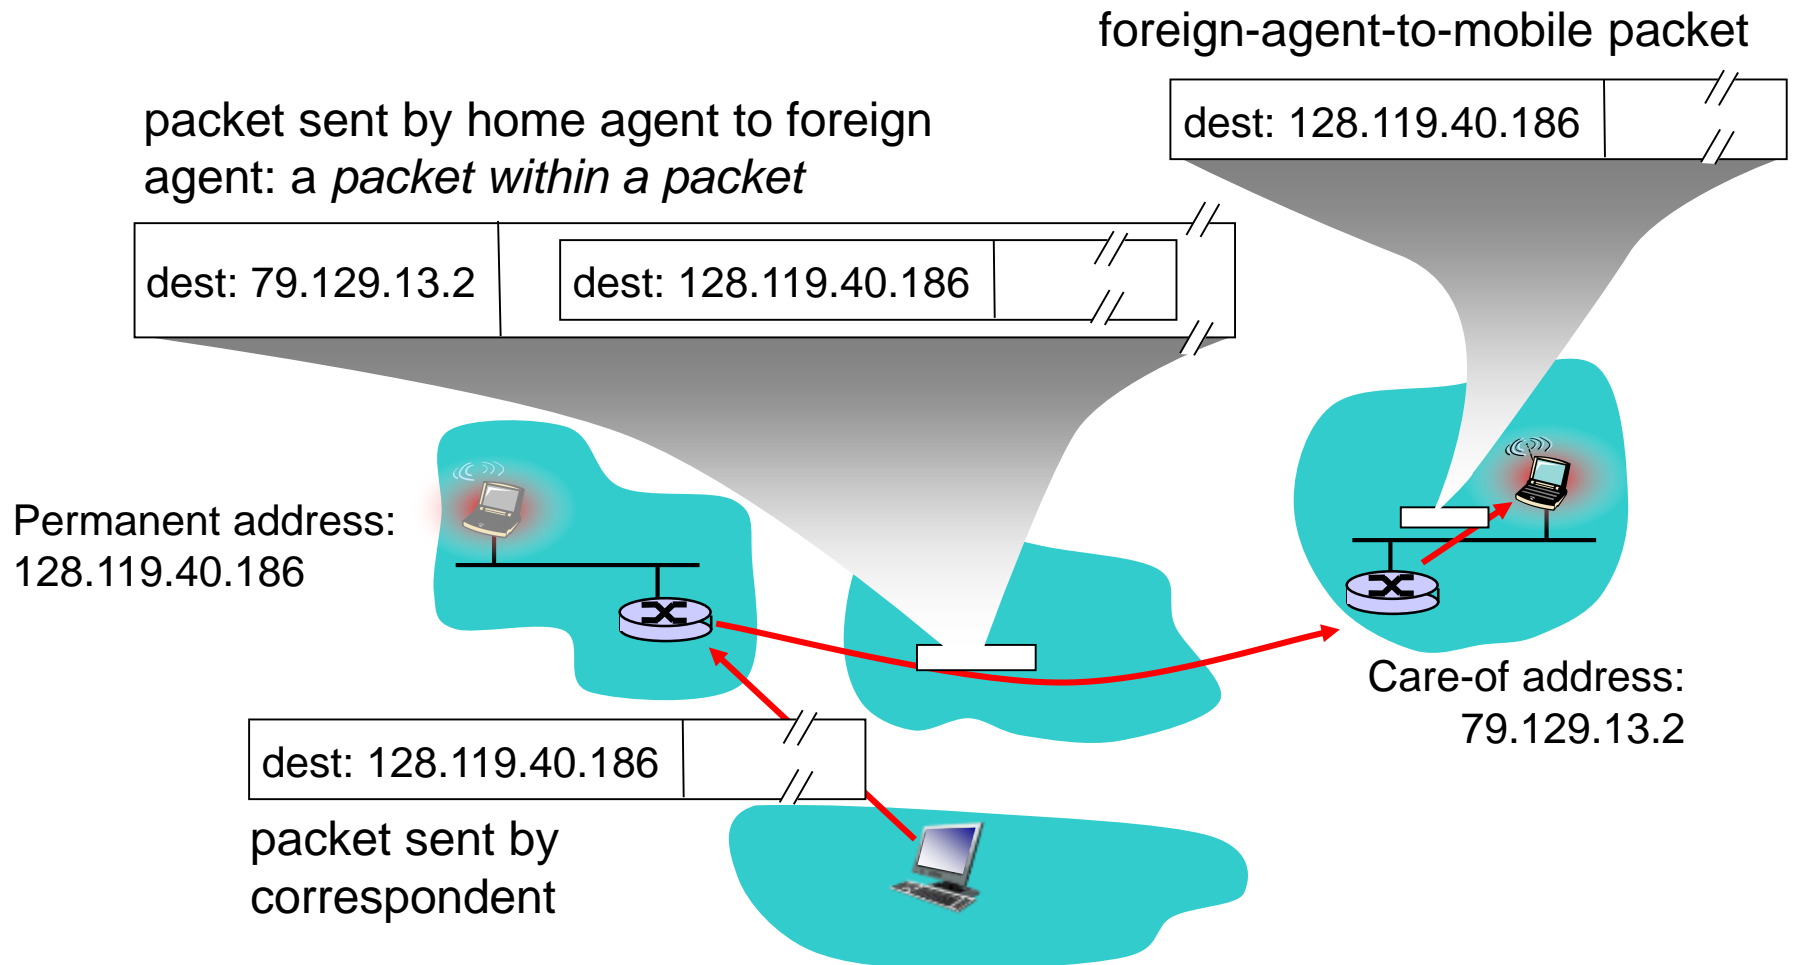 foreign-agent-to-mobile packet
dest: 128.119.40.186
packet sent by home agent to foreign
agent: a packet within a packet
dest: 79.129.13.2
dest: 128.119.40.186
Permanent address:
128.119.40.186
Care-of address:
79.129.13.2
dest: 128.119.40.186
packet sent by
correspondent